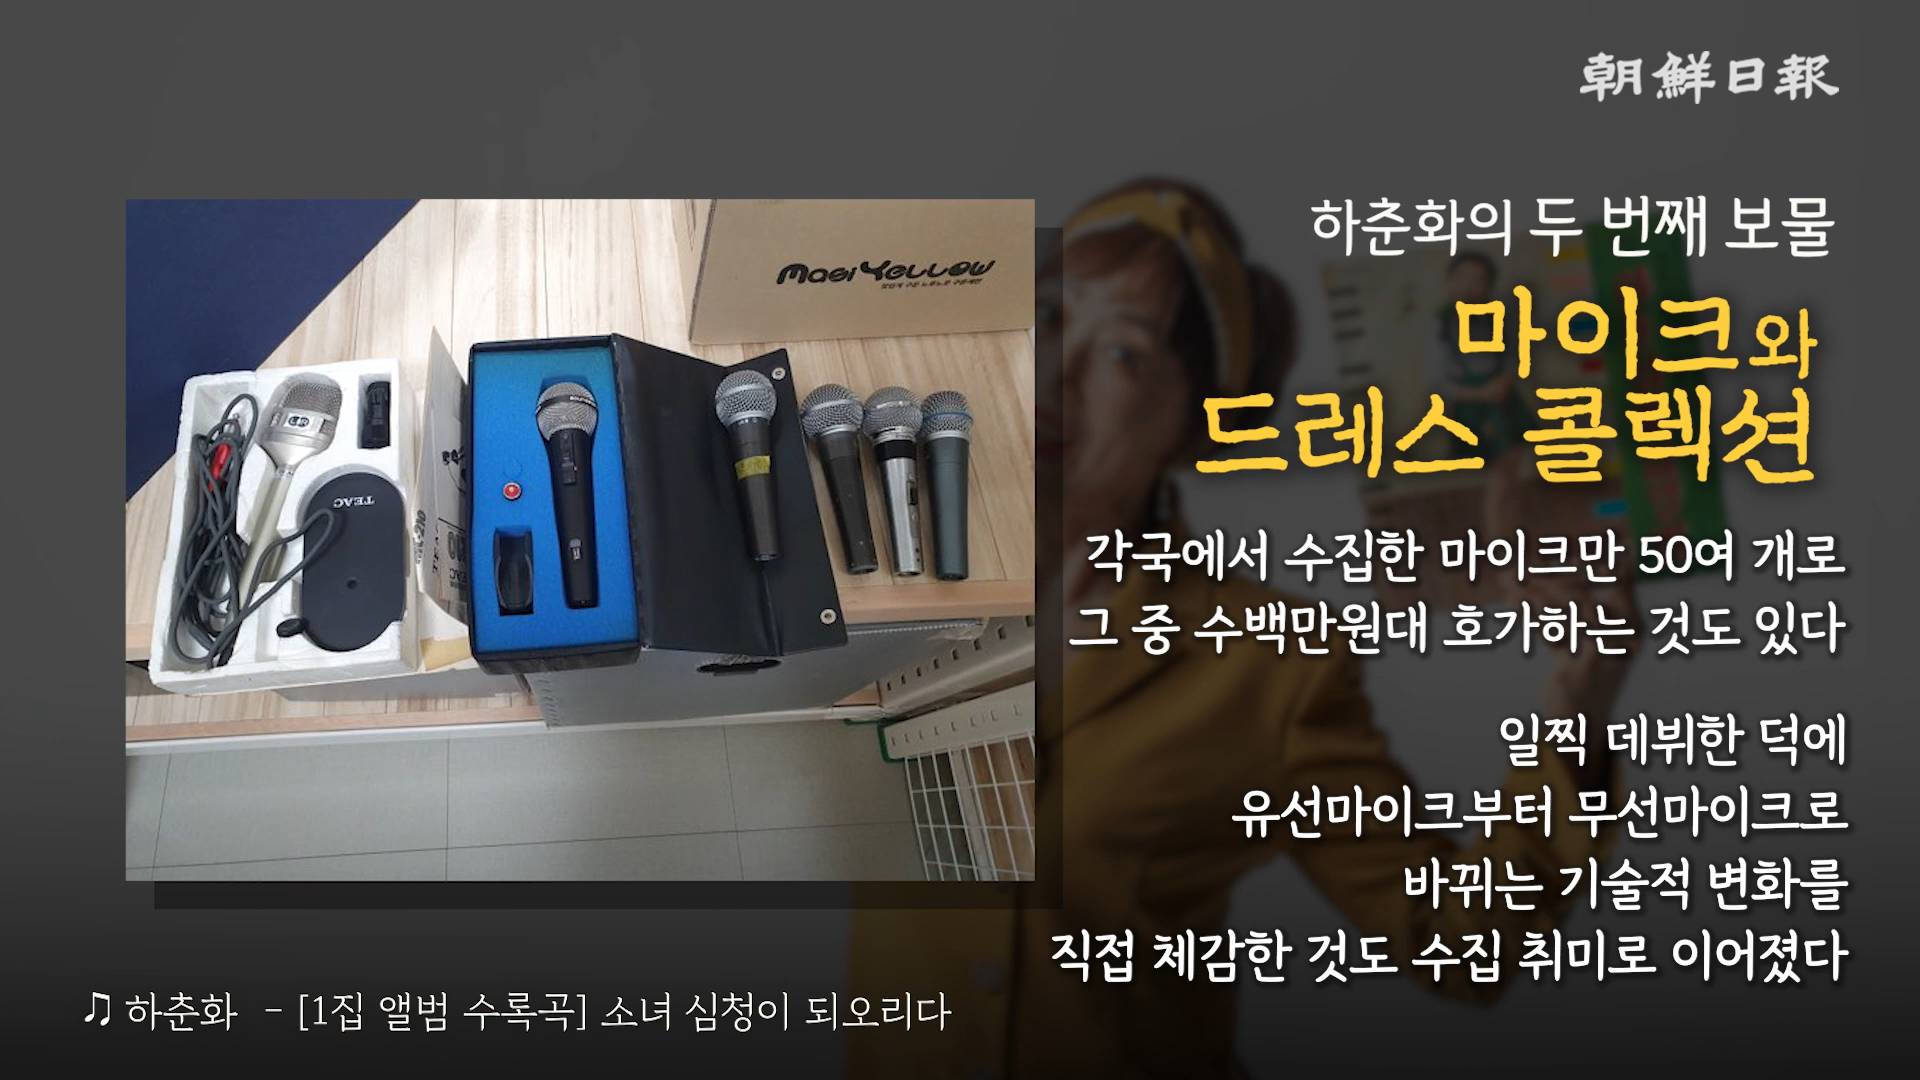 朝鮮日報
하춘화의 두 번째 보물
마이크와
드레스 콜렉션
각국에서 수집한 마이크만 50여 개로
그 중 수백만원대 호가하는 것도 있다
일찍 데뷔한 덕에
유선마이크부터 무선마이크로
바뀌는 기술적 변화를
직접 체감한 것도 수집 취미로 이어졌다
Masi Yellow
TEAC
♫ 하춘화 - [1집 앨범 수록곡] 소녀 심청이 되오리다